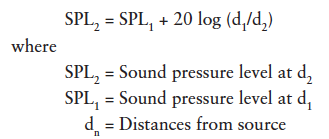 SPL₂ = SPL₁ + 20 log (d₁/d₂)
where
SPL₂ = Sound pressure level at d₂
SPL₁ = Sound pressure level at d₁
dₙ = Distances from source